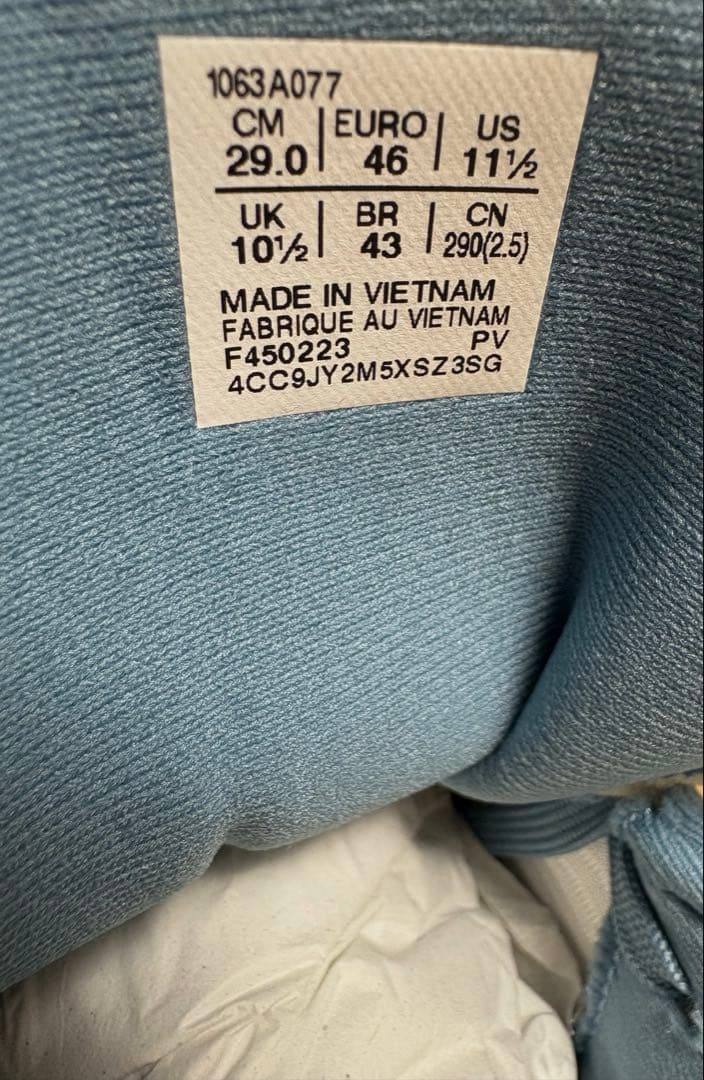 1063A077
CM | EURO | US
29.0 | 46 | 11½
UK | BR | CN
10½ | 43 | 290(2.5)
MADE IN VIETNAM
FABRIQUE AU VIETNAM
F450223 PV
4CC9JY2M5XSZ3SG